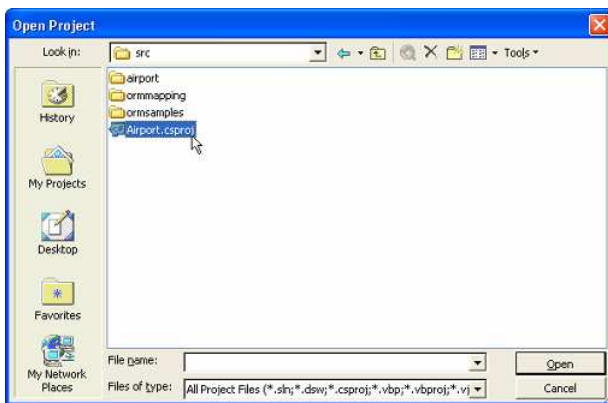 Open Project
Look in:
src
Tools
airport
ormmapping
ormsamples
Airport.csproj
History
My Projects
Desktop
Favorites
My Network
Places
File name:
Open
Files of type:
All Project Files (*.sln;*.dsw;*.csproj;*.vbp;*.vbproj;*.vj
Cancel